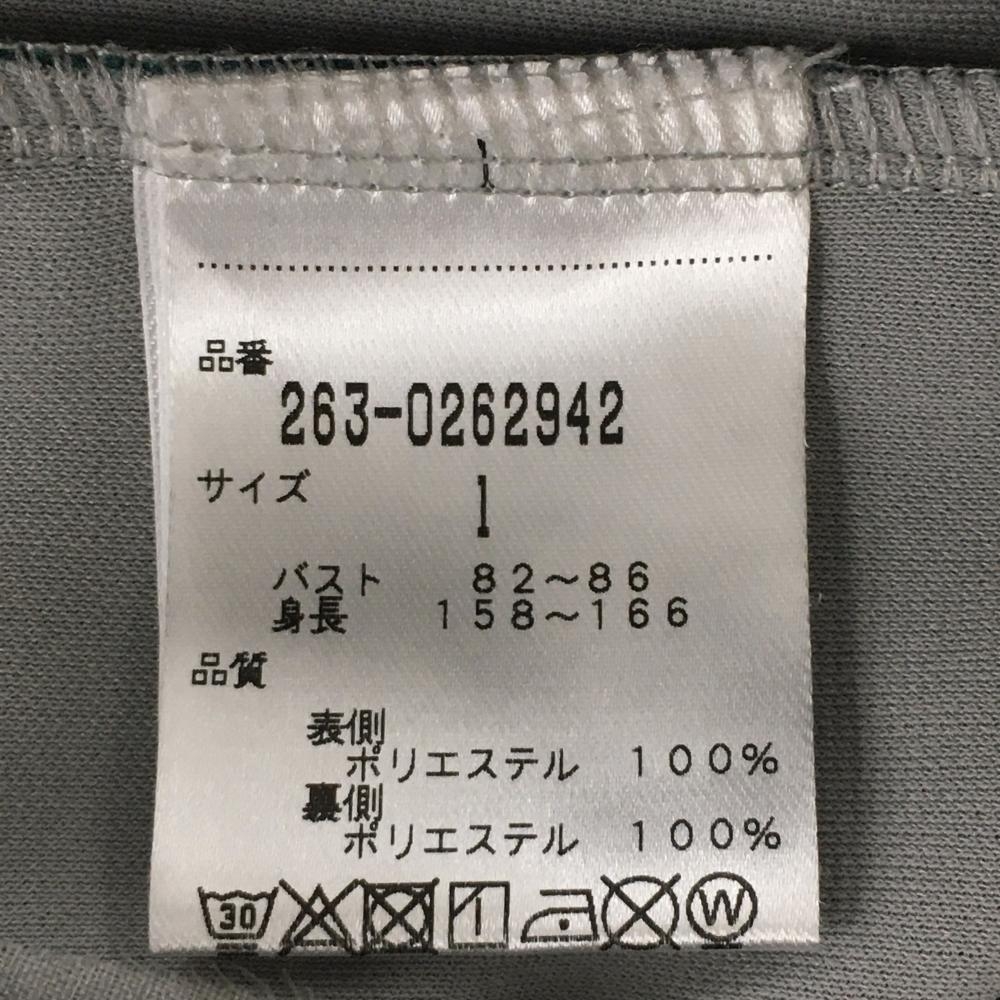 品番
263-0262942
サイズ
1
バスト 82～86
身長 158～166
品質
表側
ポリエステル 100%
裏側
ポリエステル 100%
30 W